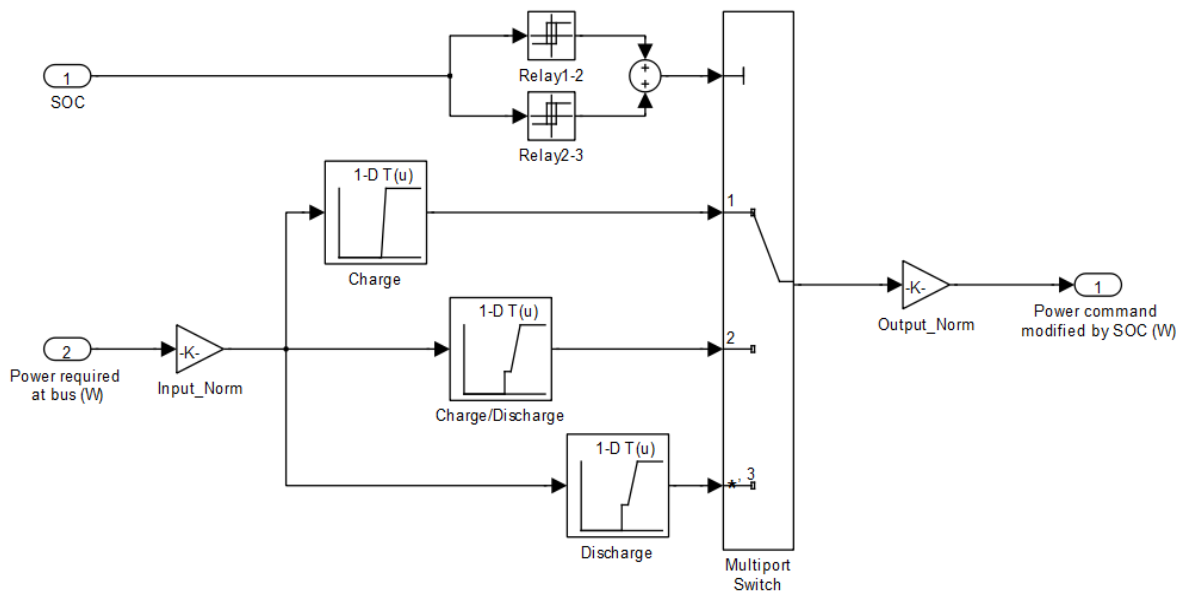 1
SOC
Relay1-2
+
+
Relay2-3
1-D T(u)
Charge
1
2
Power required
at bus (W)
-K-
Input_Norm
1-D T(u)
Charge/Discharge
2
1-D T(u)
Discharge
*, 3
Multiport
Switch
-K-
Output_Norm
1
Power command
modified by SOC (W)